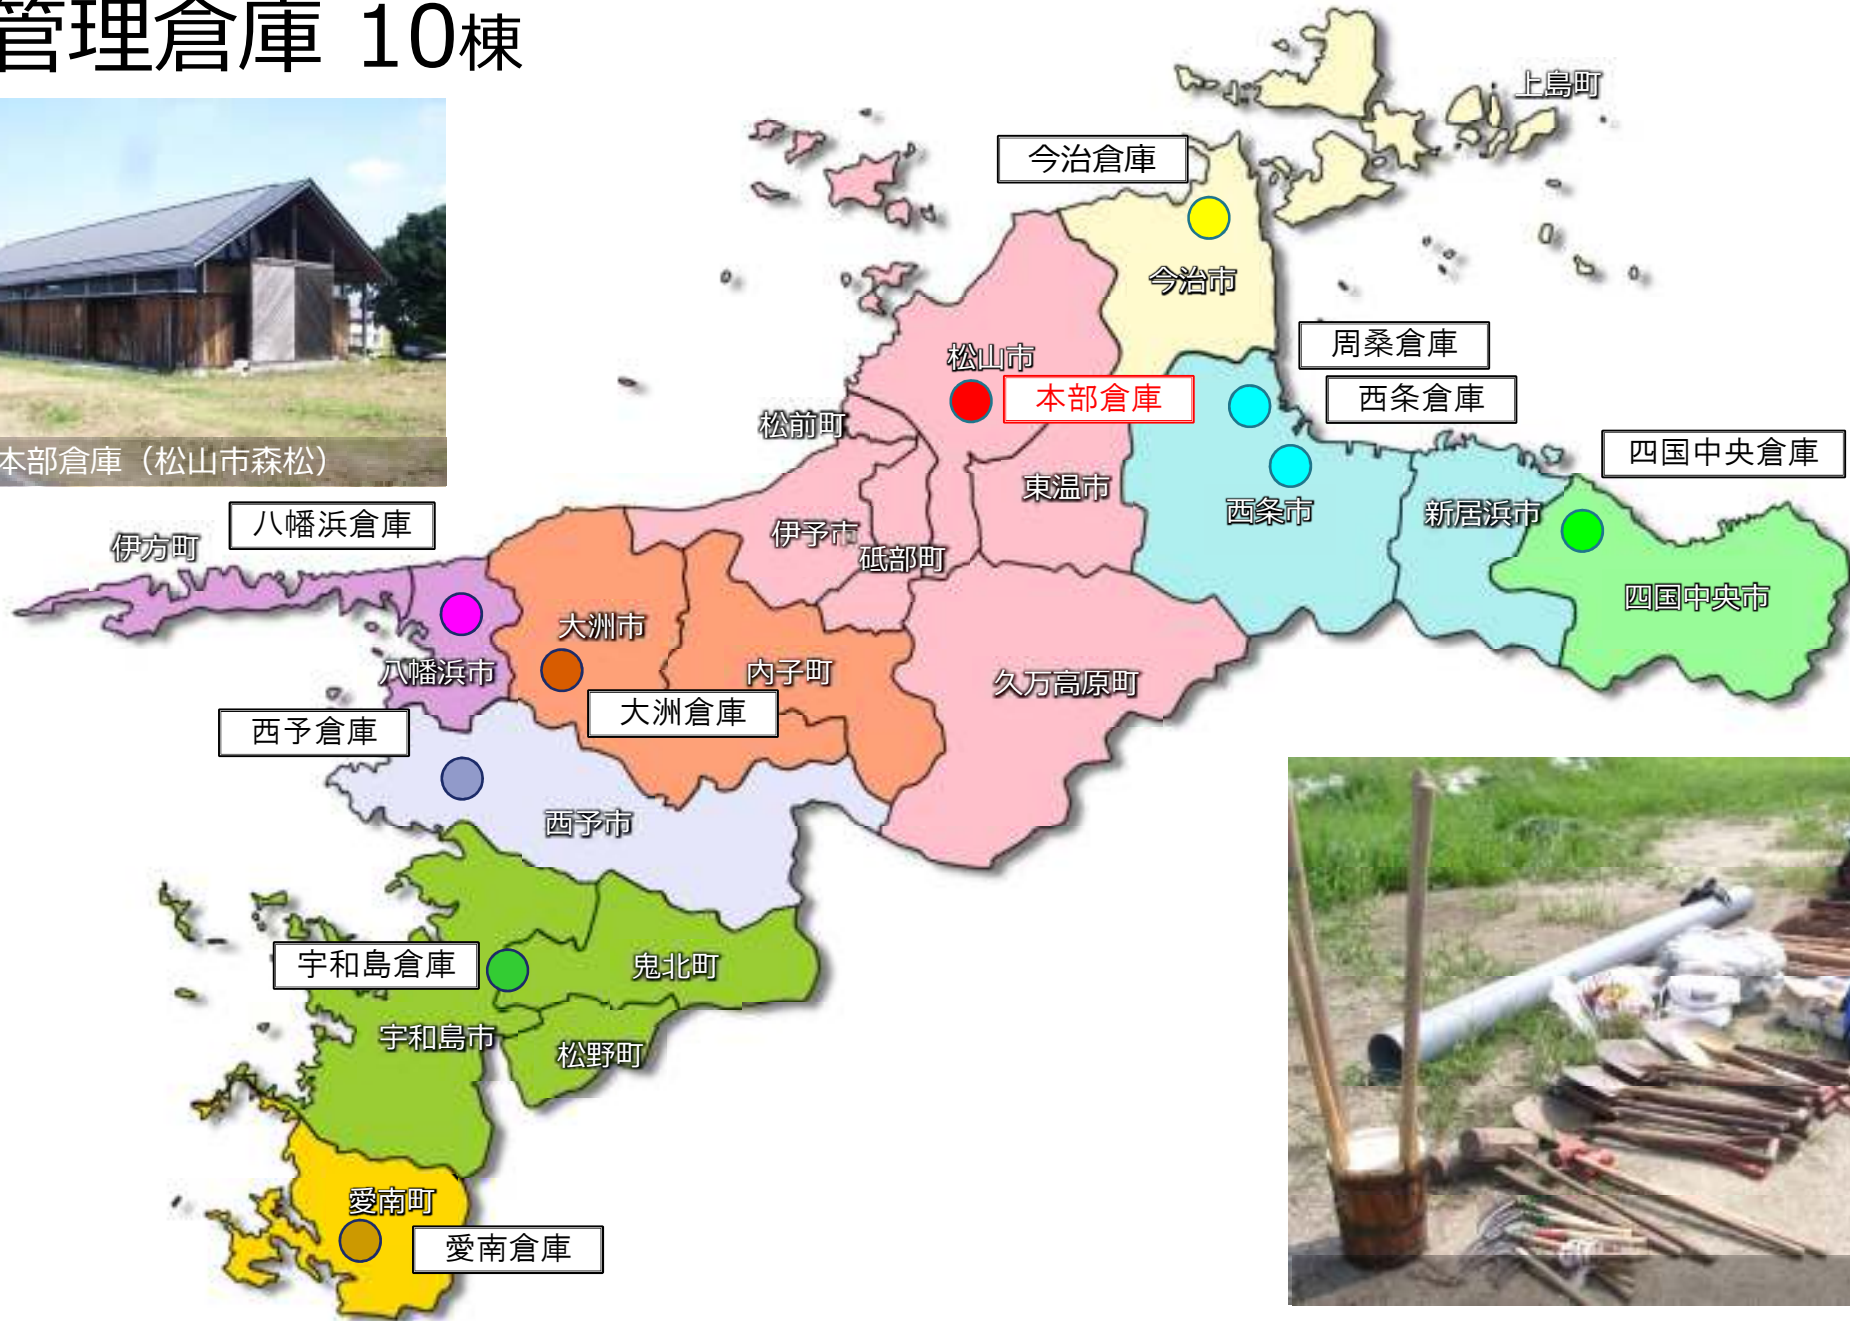 管理倉庫 10棟
上島町
今治倉庫
今治市
周桑倉庫
松山市
本部倉庫
西条倉庫
松前町
四国中央倉庫
本部倉庫（松山市森松）
東温市
西条市
新居浜市
八幡浜倉庫
伊方町
伊予市
砥部町
四国中央市
大洲市
八幡浜市
内子町
久万高原町
大洲倉庫
西予倉庫
西予市
宇和島倉庫
鬼北町
宇和島市
松野町
愛南町
愛南倉庫